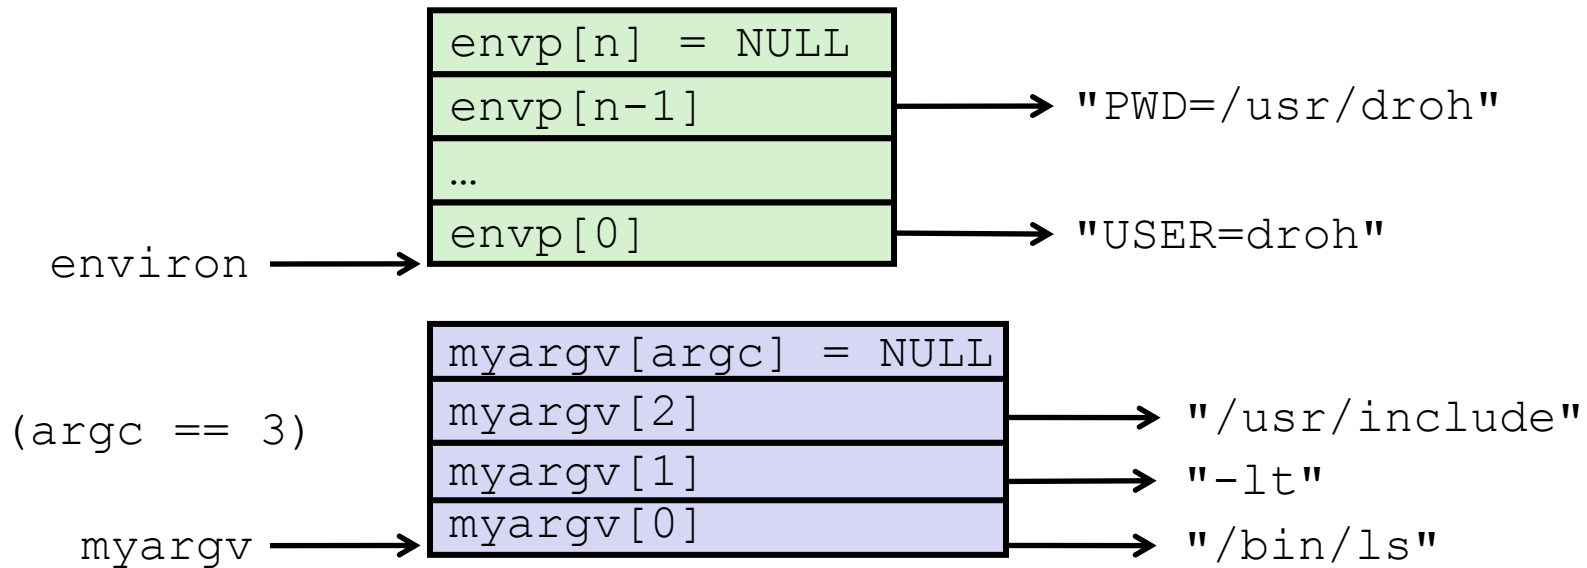 envp[n] = NULL
envp[n-1]
"PWD=/usr/droh"
…
envp[0]
"USER=droh"
environ
myargv[argc] = NULL
myargv[2]
"/usr/include"
(argc == 3)
myargv[1]
"-lt"
myargv[0]
myargv
"/bin/ls"